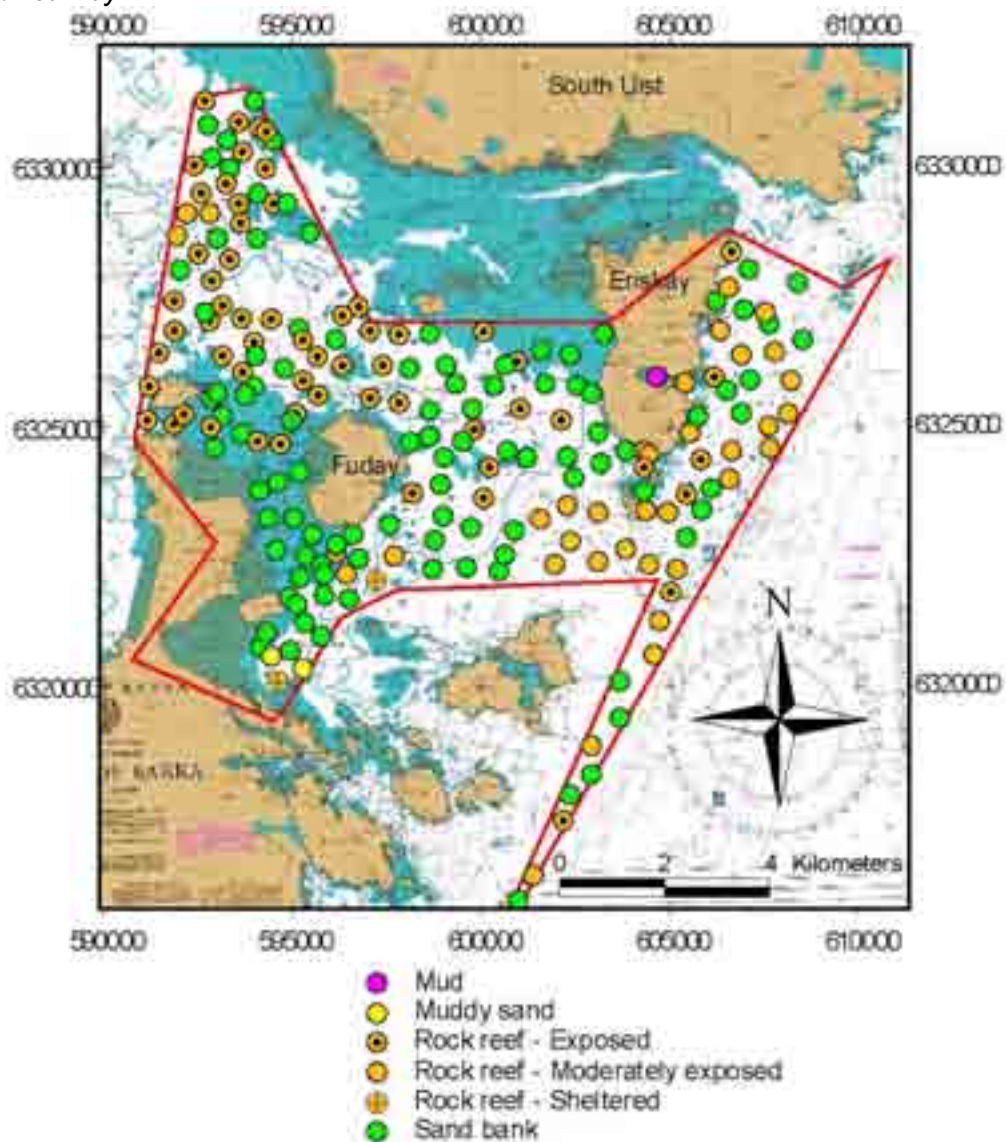 590000 595000 600000 605000 610000
South Uist
6330000 6330000
Eriskay
6325000 6325000
Fuday
N
6320000 6320000
BARRA
0 2 4 Kilometers
590000 595000 600000 605000 610000
Mud
Muddy sand
Rock reef - Exposed
Rock reef - Moderately exposed
Rock reef - Sheltered
Sand bank